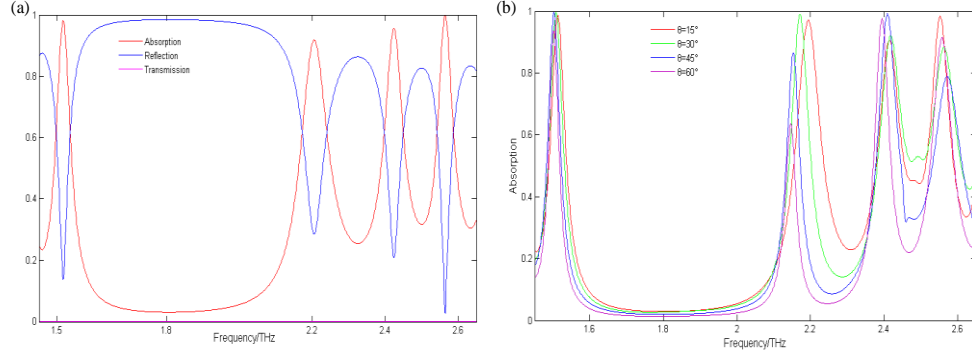 (a)
1
0.8
0.6
0.4
0.2
0
Absorption
Reflection
Transmission
1.5
1.8
2.2
2.4
2.6
Frequency/THz
(b)
1
0.8
0.6
0.4
0.2
0
Absorption
θ=15°
θ=30°
θ=45°
θ=60°
1.6
1.8
2
2.2
2.4
2.6
Frequency/THz